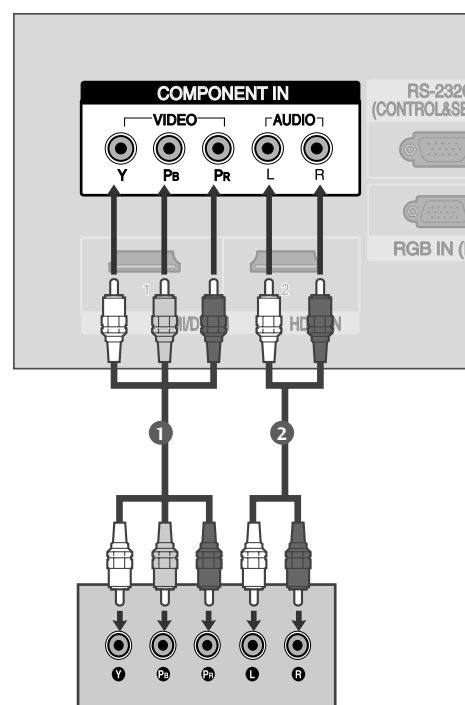 COMPONENT IN
VIDEO
AUDIO
Y
PB
PR
L
R
RS-232C
(CONTROL&SE
RGB IN (
1
2
1
2
Y
PB
PR
L
R